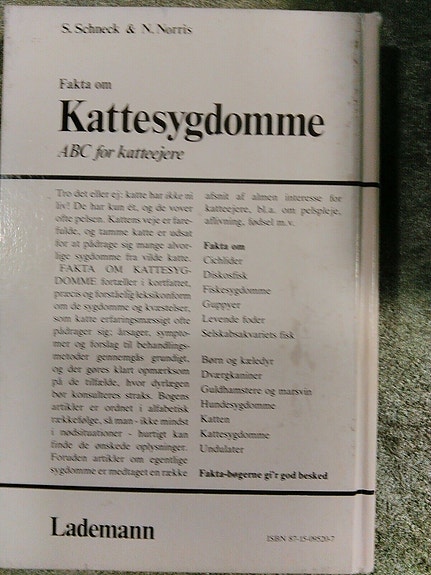 S. Schneck & N. Norris
Fakta om
Kattesygdomme
ABC for katteejere
Tro det eller ej: katte har ikke ni
liv! De har kun ét, og de vover
ofte pelsen. Kattens veje er fare-
fulde, og tamme katte er udsat
for at pådrage sig mange alvor-
lige sygdomme fra vilde katte.
FAKTA OM KATTESYG-
DOMME fortæller i kortfattet,
præcis og forståelig leksikonform
om de sygdomme og kvæstelser,
som katte erfaringsmæssigt ofte
pådrager sig; årsager, sympto-
mer og forslag til behandlings-
metoder gennemgås grundigt,
og der gøres klart opmærksom
på de tilfælde, hvor dyrlægen
bør konsulteres straks. Bogens
artikler er ordnet i alfabetisk
rækkefølge, så man - ikke mindst
i nødsituationer - hurtigt kan
finde de ønskede oplysninger.
Foruden artikler om egentlige
sygdomme er medtaget en række
afsnit af almen interesse for
katteejere, bl.a. om pelspleje,
aflivning, fødsel m.v.
Fakta om
Cichlider
Diskosfisk
Fiskesygdomme
Guppyer
Levende foder
Selskabsakvariets fisk
Børn og kæledyr
Dværgkaniner
Guldhamstere og marsvin
Hundesygdomme
Katten
Kattesygdomme
Undulater
Fakta-bøgerne gi'r god besked
Lademann
ISBN 87-15-09520-7